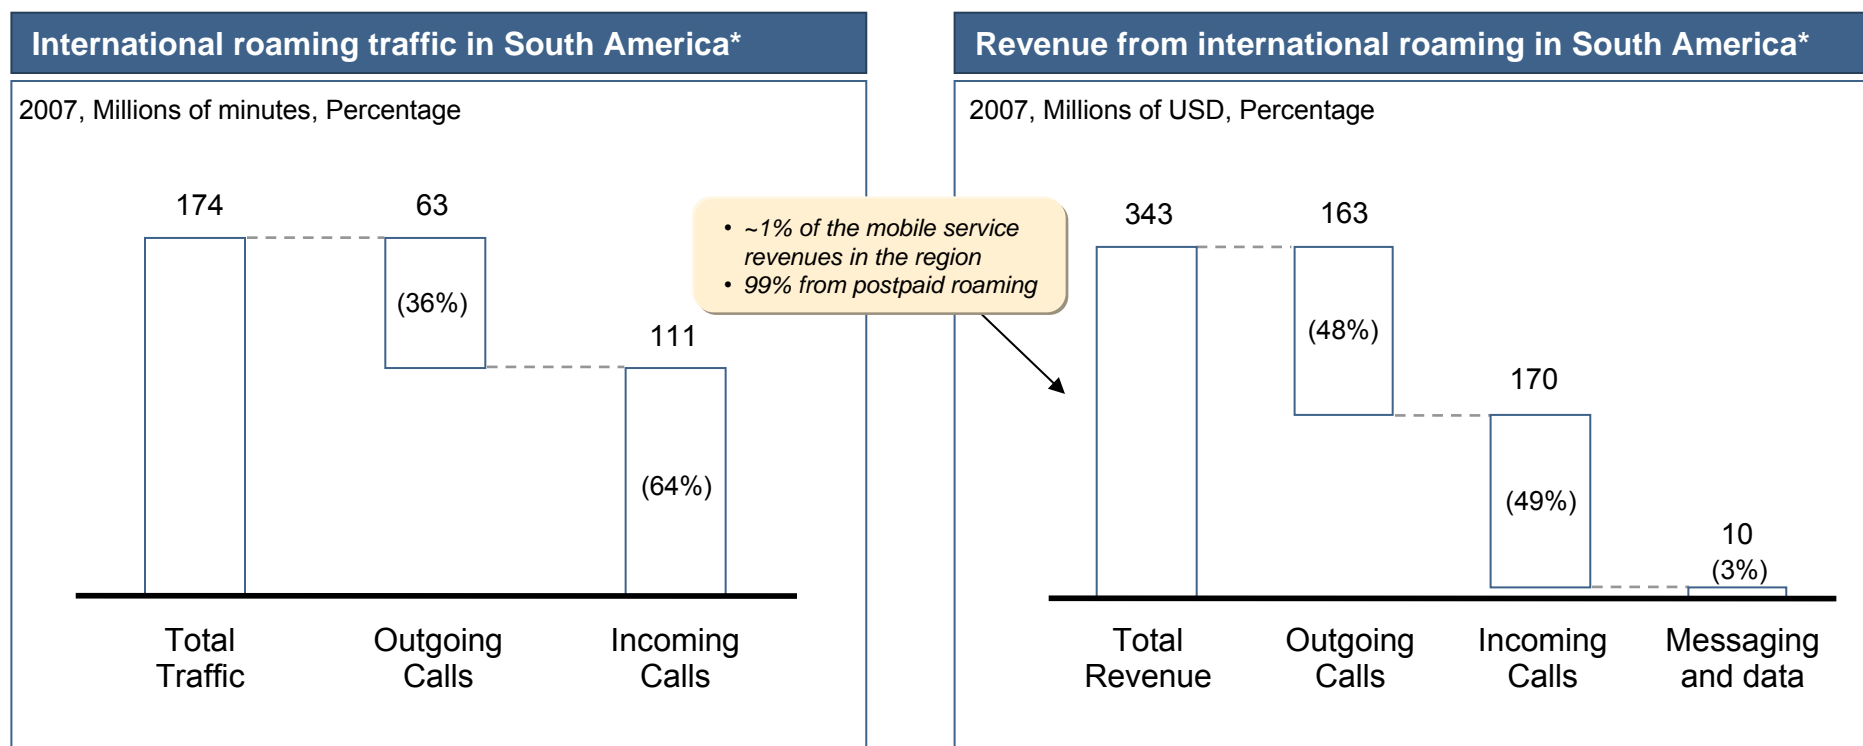 International roaming traffic in South America*
2007, Millions of minutes, Percentage
174
63
(36%)
111
(64%)
Total
Traffic
Outgoing
Calls
Incoming
Calls
• ~1% of the mobile service
revenues in the region
• 99% from postpaid roaming
Revenue from international roaming in South America*
2007, Millions of USD, Percentage
343
163
(48%)
170
(49%)
10
(3%)
Total
Revenue
Outgoing
Calls
Incoming
Calls
Messaging
and data